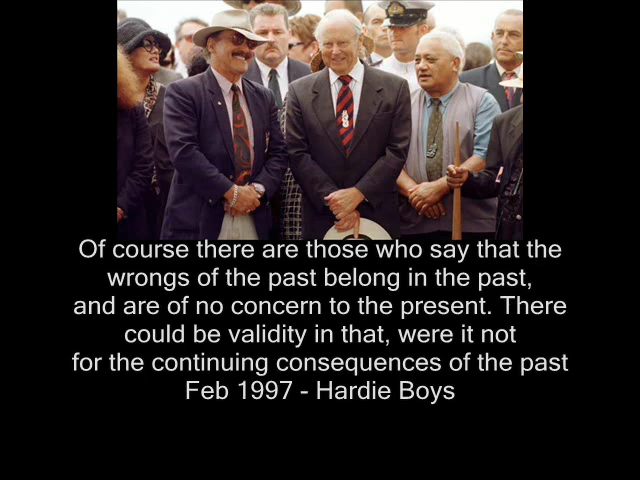 Of course there are those who say that the
wrongs of the past belong in the past,
and are of no concern to the present. There
could be validity in that, were it not
for the continuing consequences of the past
Feb 1997 - Hardie Boys